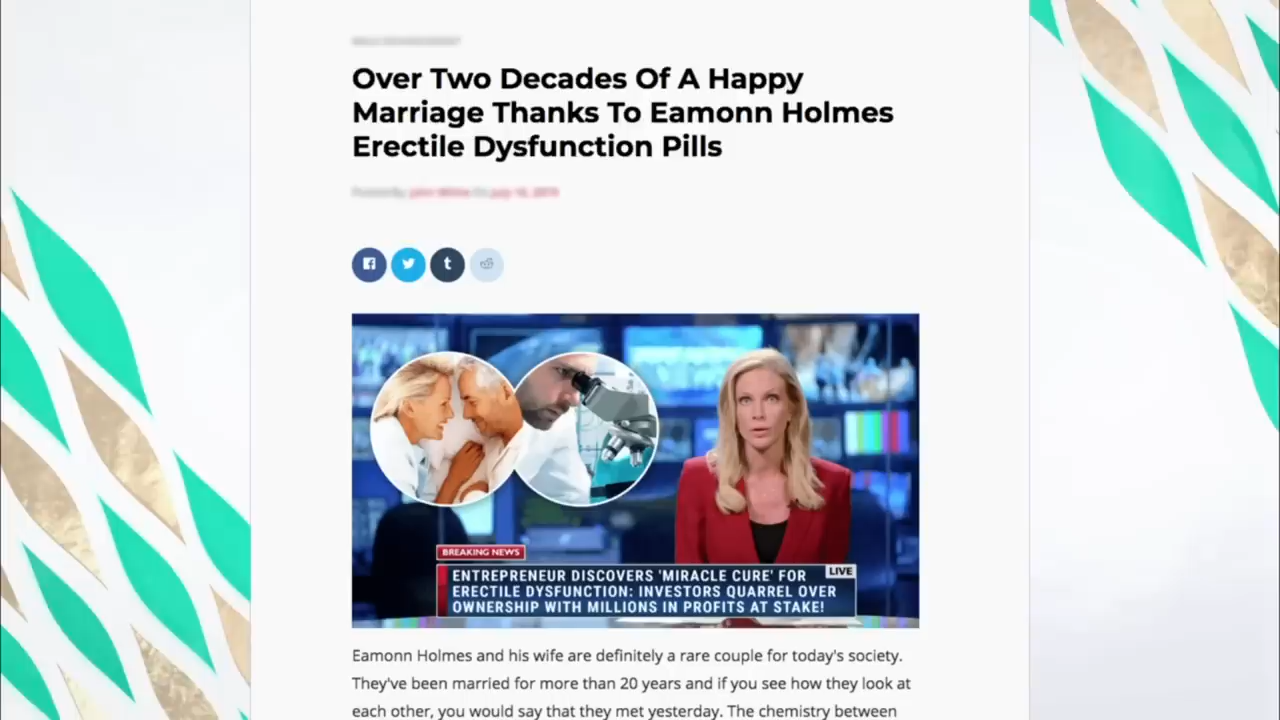 Over Two Decades Of A Happy
Marriage Thanks To Eamonn Holmes
Erectile Dysfunction Pills
BREAKING NEWS
LIVE
ENTREPRENEUR DISCOVERS 'MIRACLE CURE' FOR
ERECTILE DYSFUNCTION: INVESTORS QUARREL OVER
OWNERSHIP WITH MILLIONS IN PROFITS AT STAKE!
Eamonn Holmes and his wife are definitely a rare couple for today's society.
They've been married for more than 20 years and if you see how they look at
each other, you would say that they met yesterday. The chemistry between